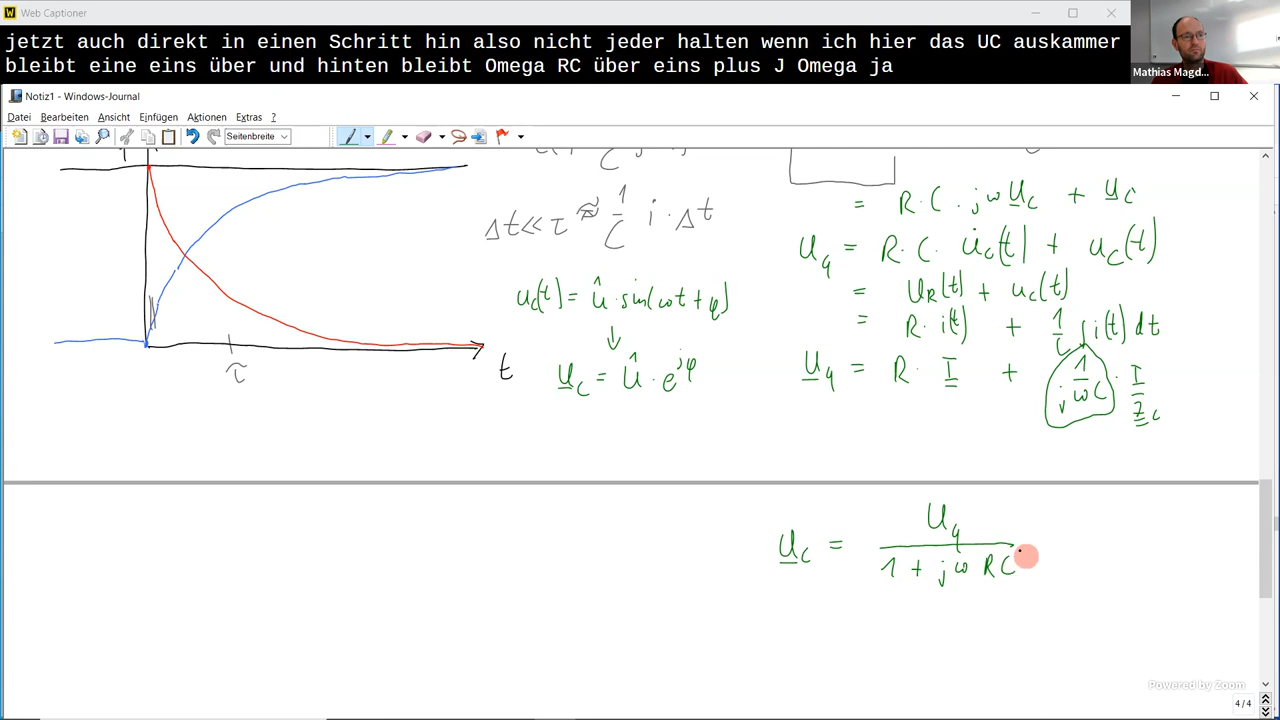 Web Captioner
jetzt auch direkt in einen Schritt hin also nicht jeder halten wenn ich hier das UC auskammer
bleibt eine eins über und hinten bleibt Omega RC über eins plus J Omega ja
Mathias Magd...
Notiz1 - Windows-Journal
Datei Bearbeiten Ansicht Einfügen Aktionen Extras ?
Seitenbreite
= R · C · jω U_C + U_C
Δt << τ ≈ 1/C i · Δt
U_q = R · C · u̇_C(t) + u_C(t)
u_C(t) = û · sin(ωt + φ)
= U_R(t) + u_C(t)
= R · i(t) + 1/C ∫ i(t) dt
↓
U_C = û · e^jφ
U_q = R · I + 1/jωC · I
Z_C
τ
t
U_C = U_q / 1 + jω RC
Powered by Zoom
4/4